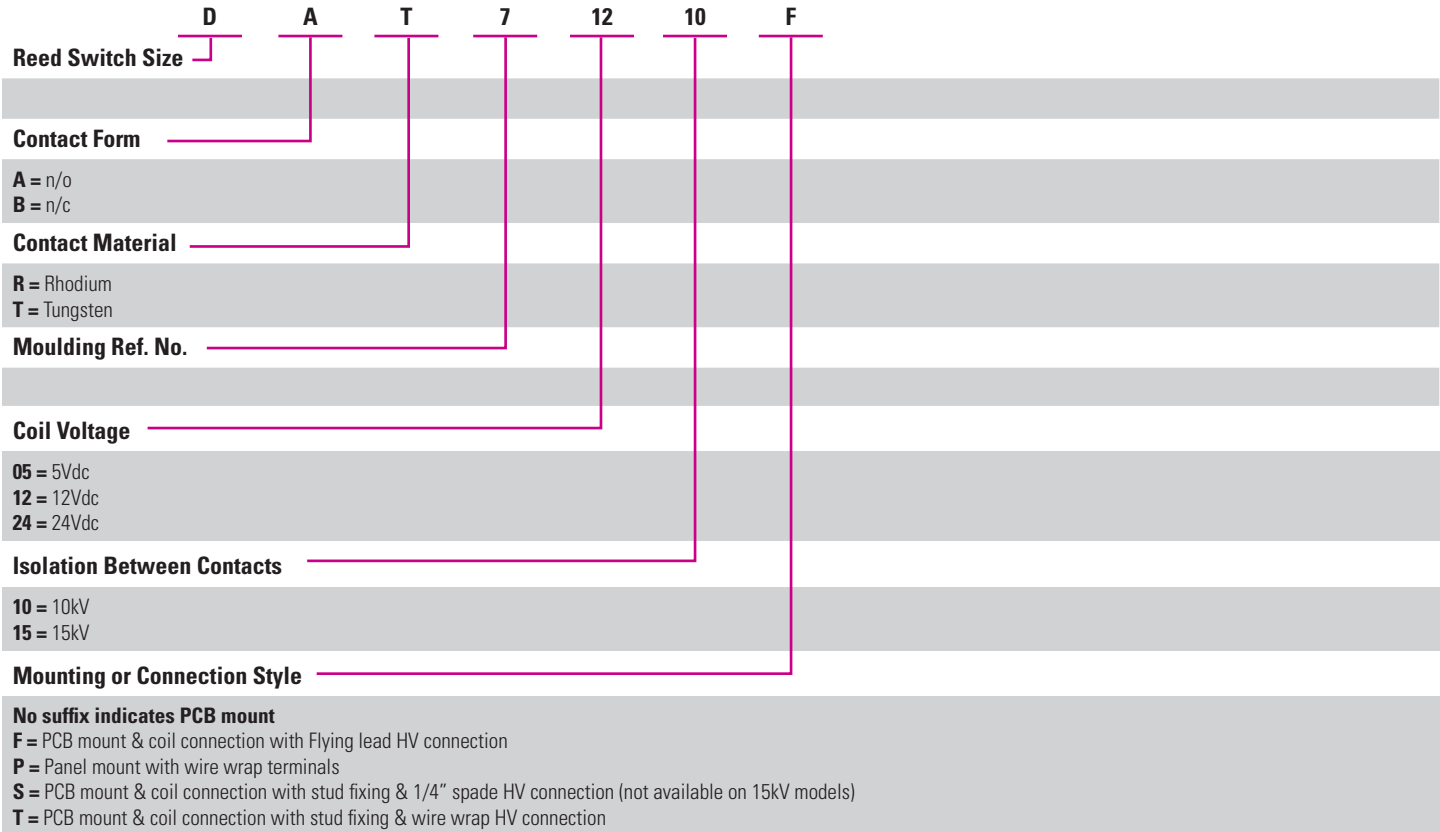 D A T 7 12 10 F
Reed Switch Size
Contact Form
A = n/o
B = n/c
Contact Material
R = Rhodium
T = Tungsten
Moulding Ref. No.
Coil Voltage
05 = 5Vdc
12 = 12Vdc
24 = 24Vdc
Isolation Between Contacts
10 = 10kV
15 = 15kV
Mounting or Connection Style
No suffix indicates PCB mount
F = PCB mount & coil connection with Flying lead HV connection
P = Panel mount with wire wrap terminals
S = PCB mount & coil connection with stud fixing & 1/4” spade HV connection (not available on 15kV models)
T = PCB mount & coil connection with stud fixing & wire wrap HV connection